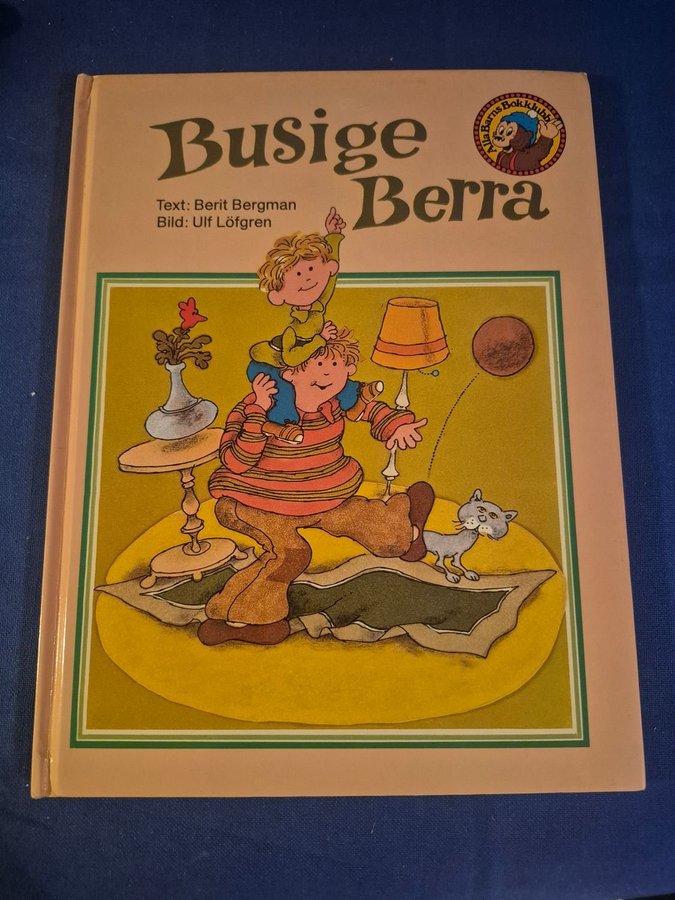 Busige
Berra
Alla Barns Bokklubb
Text: Berit Bergman
Bild: Ulf Löfgren